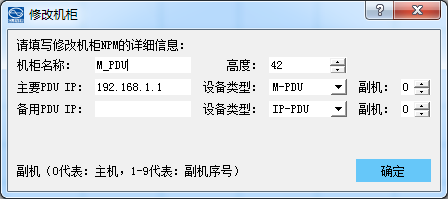 修改机柜
请填写修改机柜NPM的详细信息:
机柜名称: M_PDU 高度: 42
主要PDU IP: 192.168.1.1 设备类型: M-PDU 副机: 0
备用PDU IP: 设备类型: IP-PDU 副机: 0
副机(0代表: 主机, 1-9代表: 副机序号) 确定